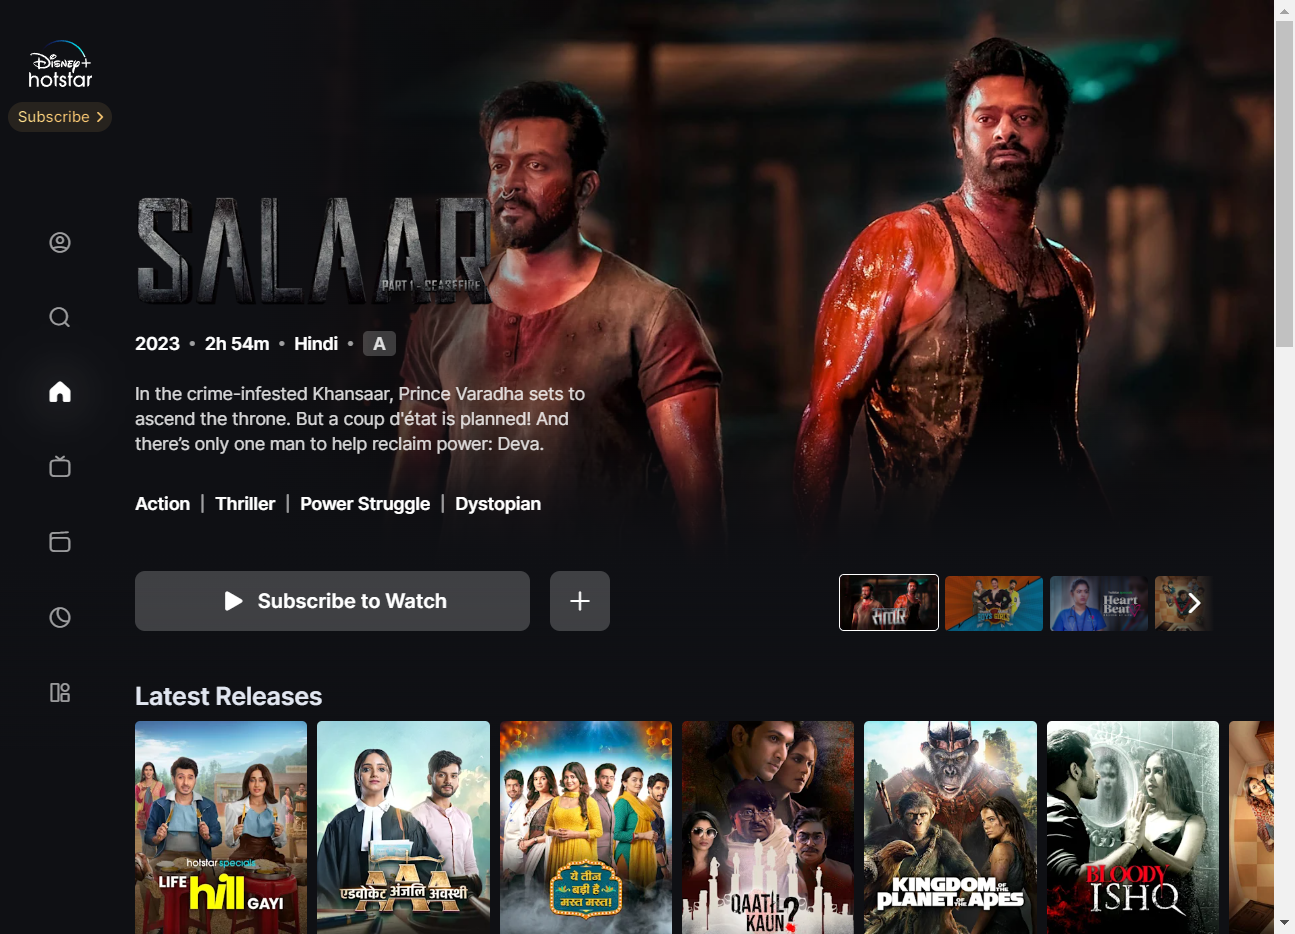 Disney+
hotstar
Subscribe
SALAAR
PART 1 - CEASEFIRE
2023 • 2h 54m • Hindi • A
In the crime-infested Khansaar, Prince Varadha sets to
ascend the throne. But a coup d'état is planned! And
there’s only one man to help reclaim power: Deva.
Action | Thriller | Power Struggle | Dystopian
Subscribe to Watch
सालार
BOYS GIRLS
Heart
Beat
Latest Releases
hotstar specials
LIFE hill GAYI
एडवोकेट अंजलि अवस्थी
ये तीज
बड़ी है
मस्त मस्त!
QAATIL
KAUN?
KINGDOM OF THE
PLANET OF THE APES
BLOODY
ISHQ